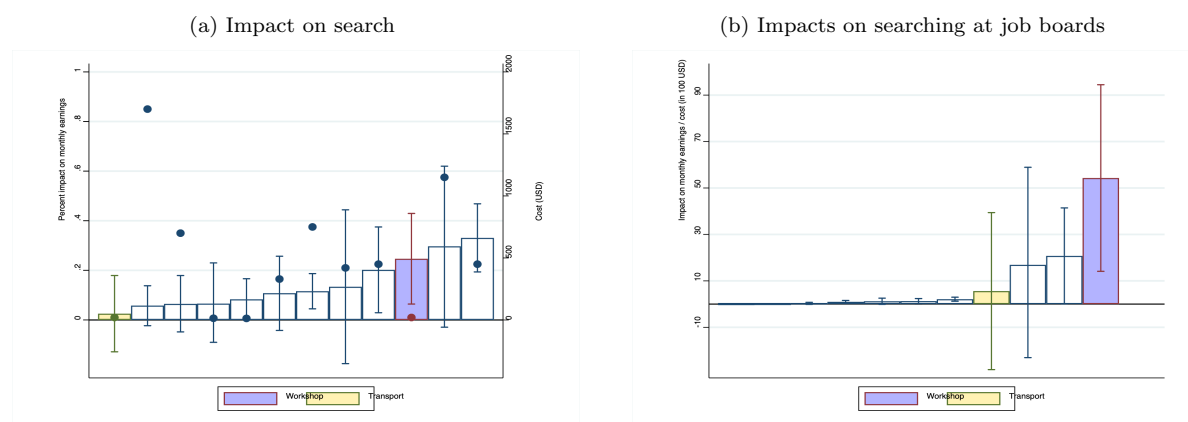 (a) Impact on search
Percent impact on monthly earnings
1
.8
.6
.4
.2
0
2000
1500
1000
500
0
Cost (USD)
Workshop
Transport
(b) Impacts on searching at job boards
Impact on monthly earnings / cost (in 100 USD)
90
70
50
30
10
-10
Workshop
Transport